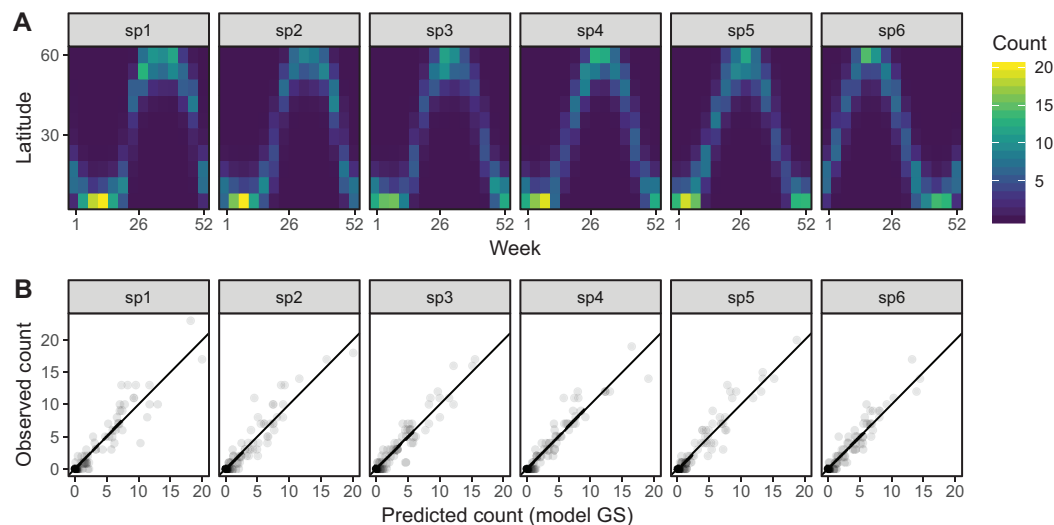 A
sp1 sp2 sp3 sp4 sp5 sp6
Latitude
60
30
1 26 52 1 26 52 1 26 52 1 26 52 1 26 52 1 26 52
Week
Count
20
15
10
5
B
sp1 sp2 sp3 sp4 sp5 sp6
Observed count
20
15
10
5
0
0 5 10 15 20 0 5 10 15 20 0 5 10 15 20 0 5 10 15 20 0 5 10 15 20 0 5 10 15 20
Predicted count (model GS)